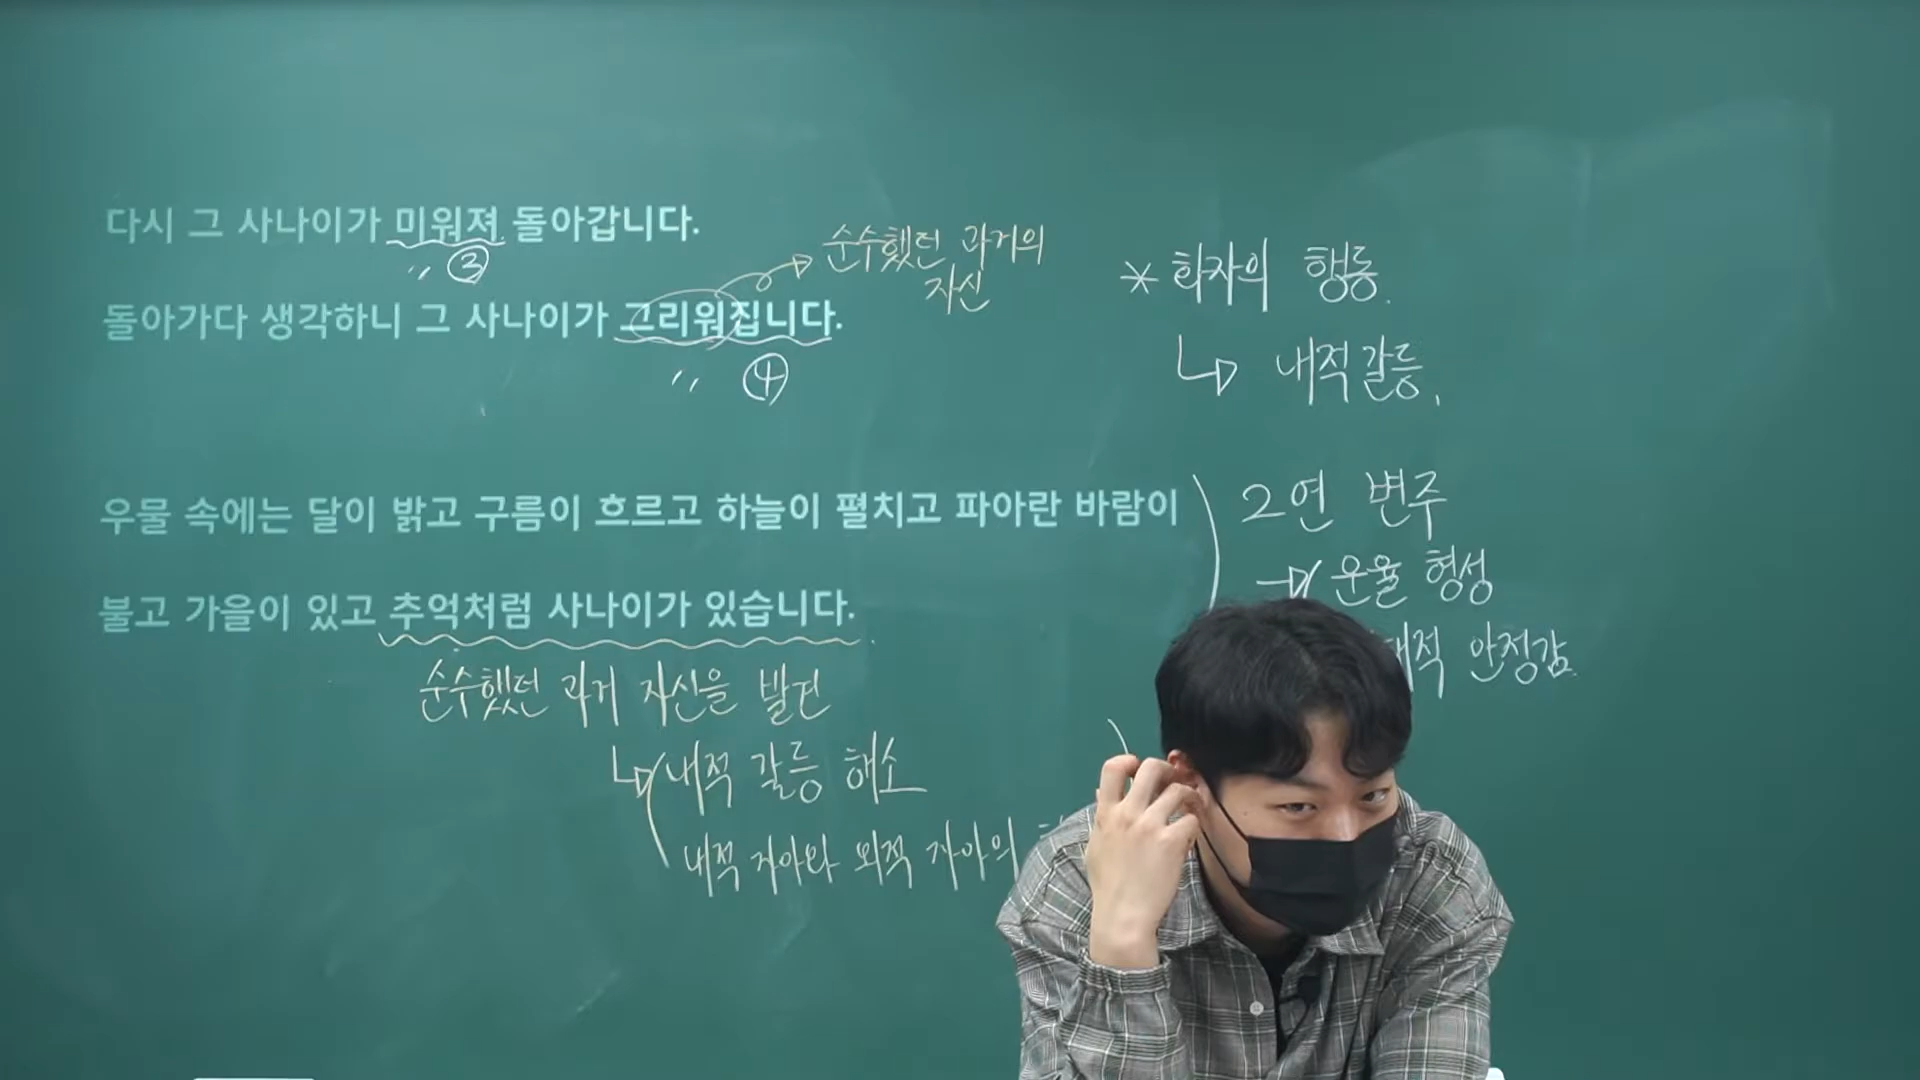 다시 그 사나이가 미워져 돌아갑니다.
〃 ③
순수했던 과거의
자신
돌아가다 생각하니 그 사나이가 그리워집니다.
〃 ④
* 화자의 행동.
↳ 내적갈등.
우물 속에는 달이 밝고 구름이 흐르고 하늘이 펼치고 파아란 바람이
불고 가을이 있고 추억처럼 사나이가 있습니다.
2연 변주
→ 운율 형성
안정감.
순수했던 과거 자신을 발견
↳ 내적 갈등 해소
내적 자아와 외적 자아의